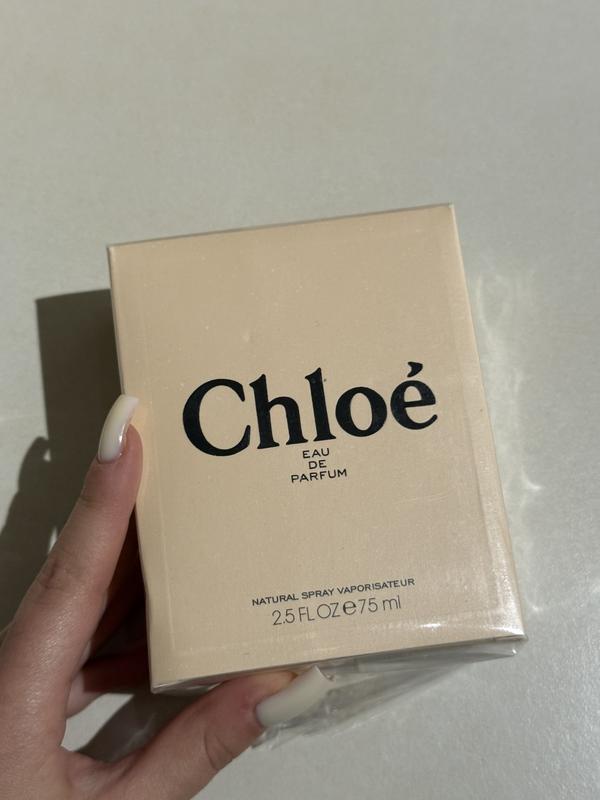 Chloé
EAU
DE
PARFUM
NATURAL SPRAY VAPORISATEUR
2.5 FL OZ ℮ 75 ml